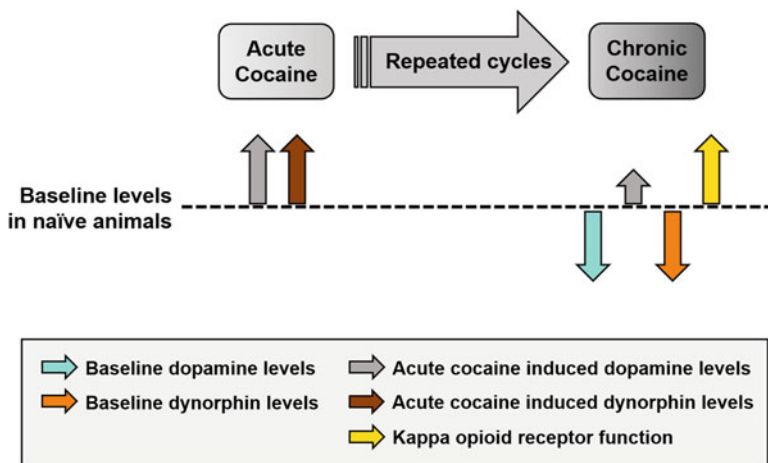 Acute
Cocaine
Repeated cycles
Chronic
Cocaine
Baseline levels
in naïve animals
Baseline dopamine levels
Acute cocaine induced dopamine levels
Baseline dynorphin levels
Acute cocaine induced dynorphin levels
Kappa opioid receptor function